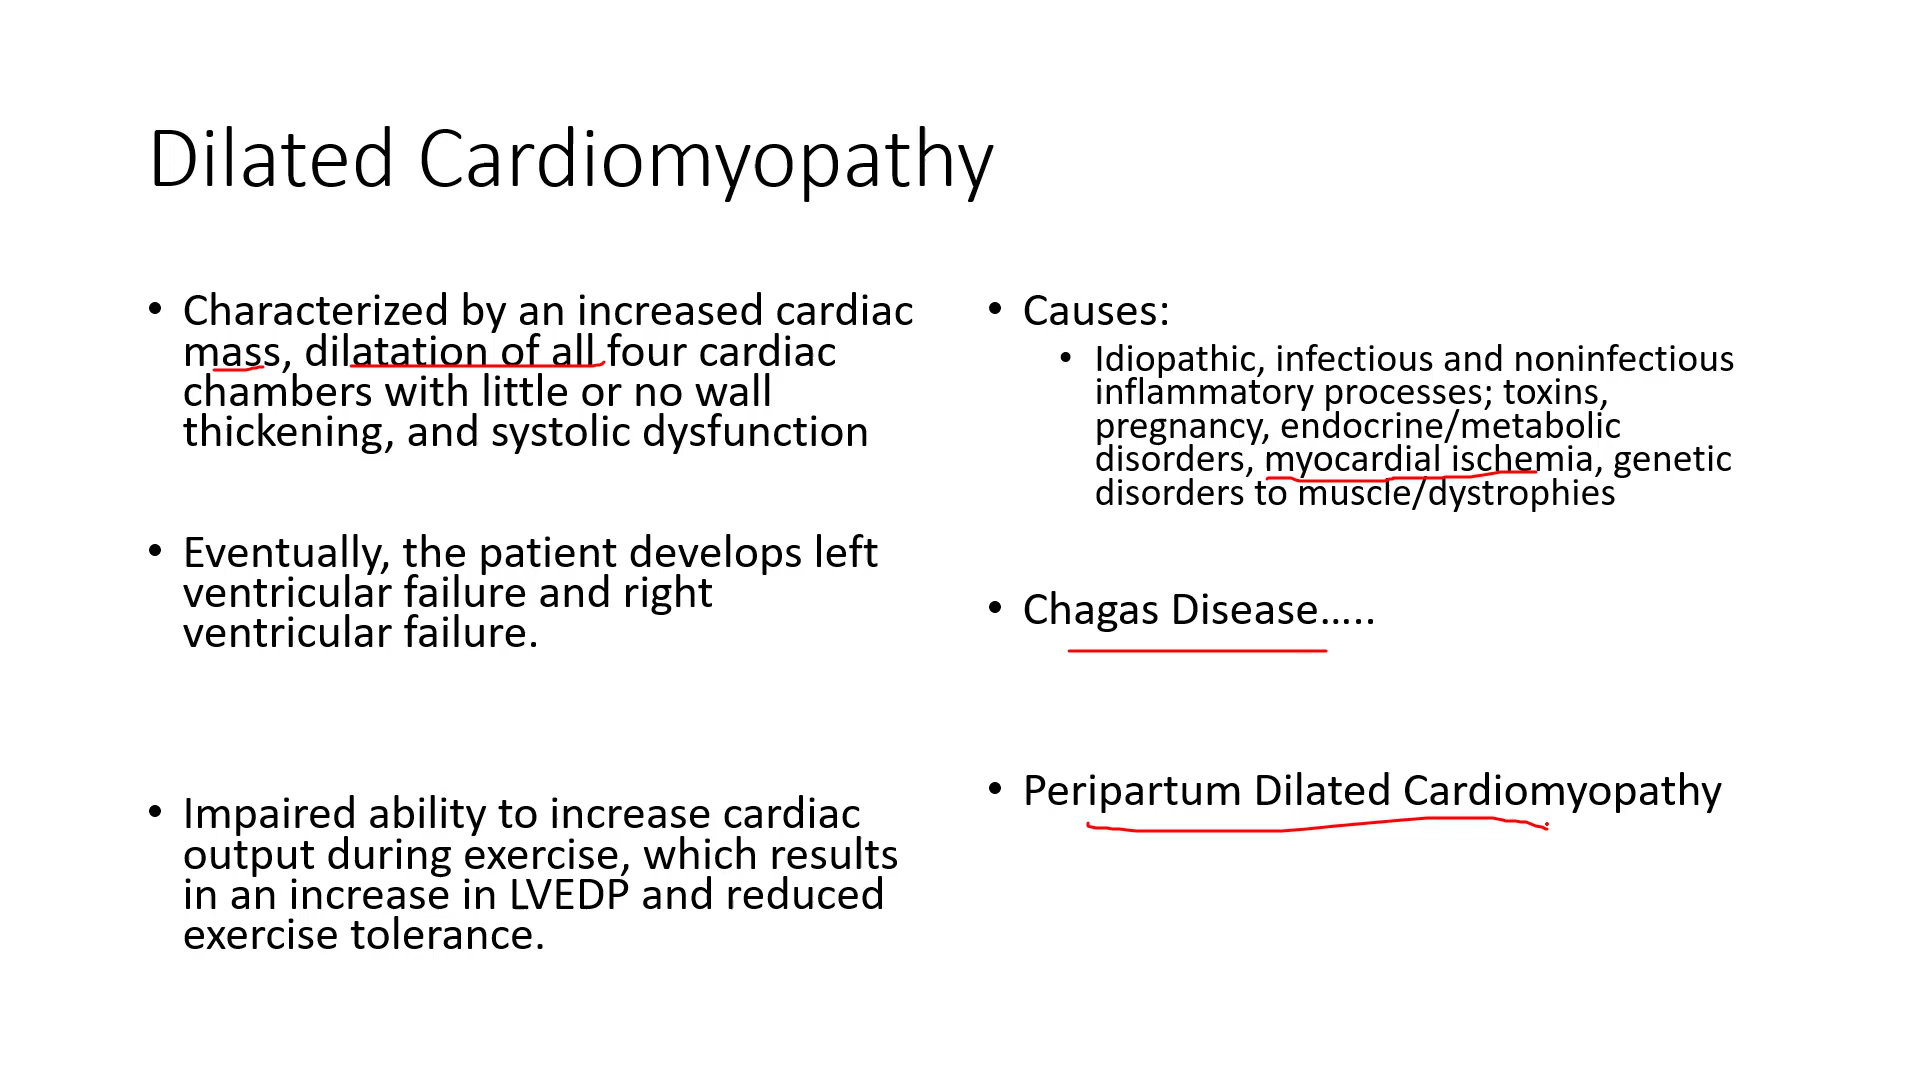 Dilated Cardiomyopathy
• Characterized by an increased cardiac
mass, dilatation of all four cardiac
chambers with little or no wall
thickening, and systolic dysfunction
• Eventually, the patient develops left
ventricular failure and right
ventricular failure.
• Impaired ability to increase cardiac
output during exercise, which results
in an increase in LVEDP and reduced
exercise tolerance.
• Causes:
• Idiopathic, infectious and noninfectious
inflammatory processes; toxins,
pregnancy, endocrine/metabolic
disorders, myocardial ischemia, genetic
disorders to muscle/dystrophies
• Chagas Disease…..
• Peripartum Dilated Cardiomyopathy